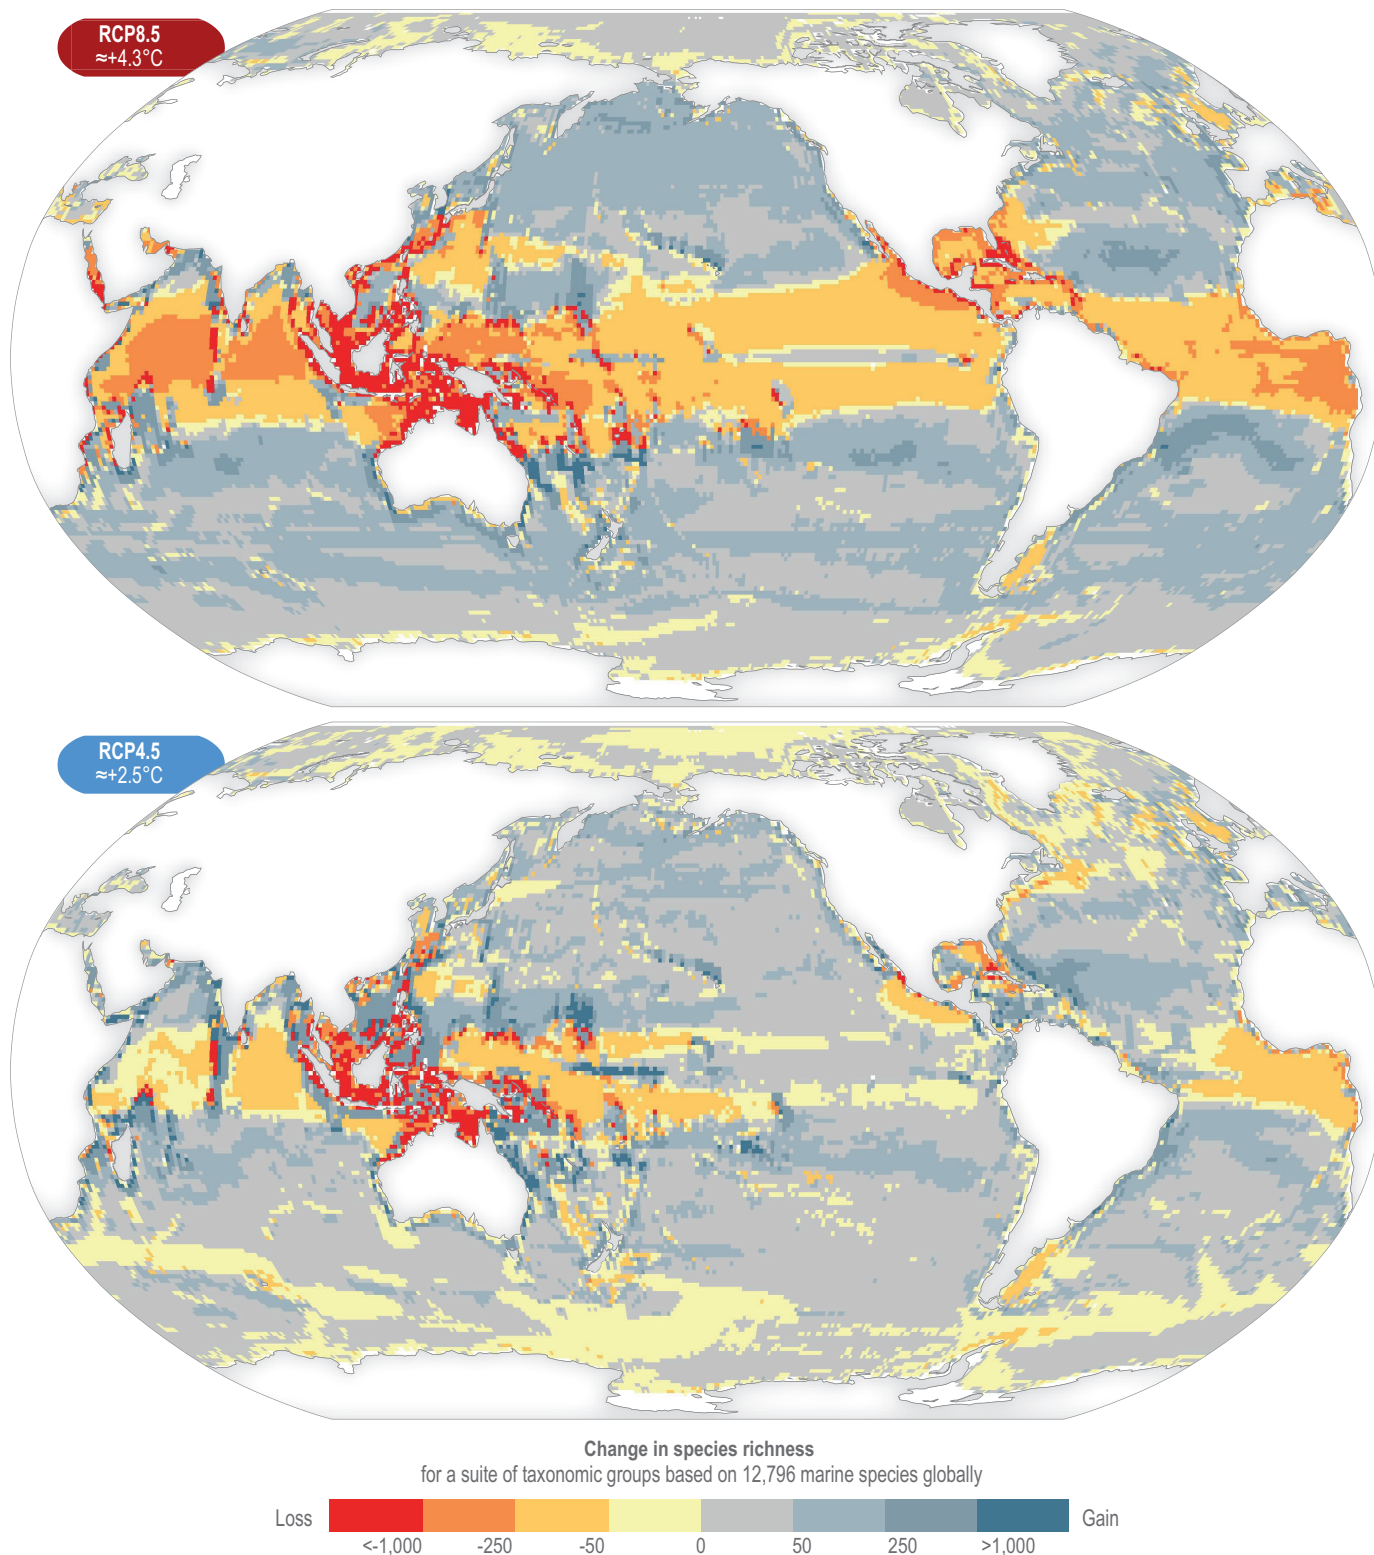 RCP8.5
≈+4.3°C
RCP4.5
≈+2.5°C
Change in species richness
for a suite of taxonomic groups based on 12,796 marine species globally
Loss
Gain
<-1,000 -250 -50 0 50 250 >1,000